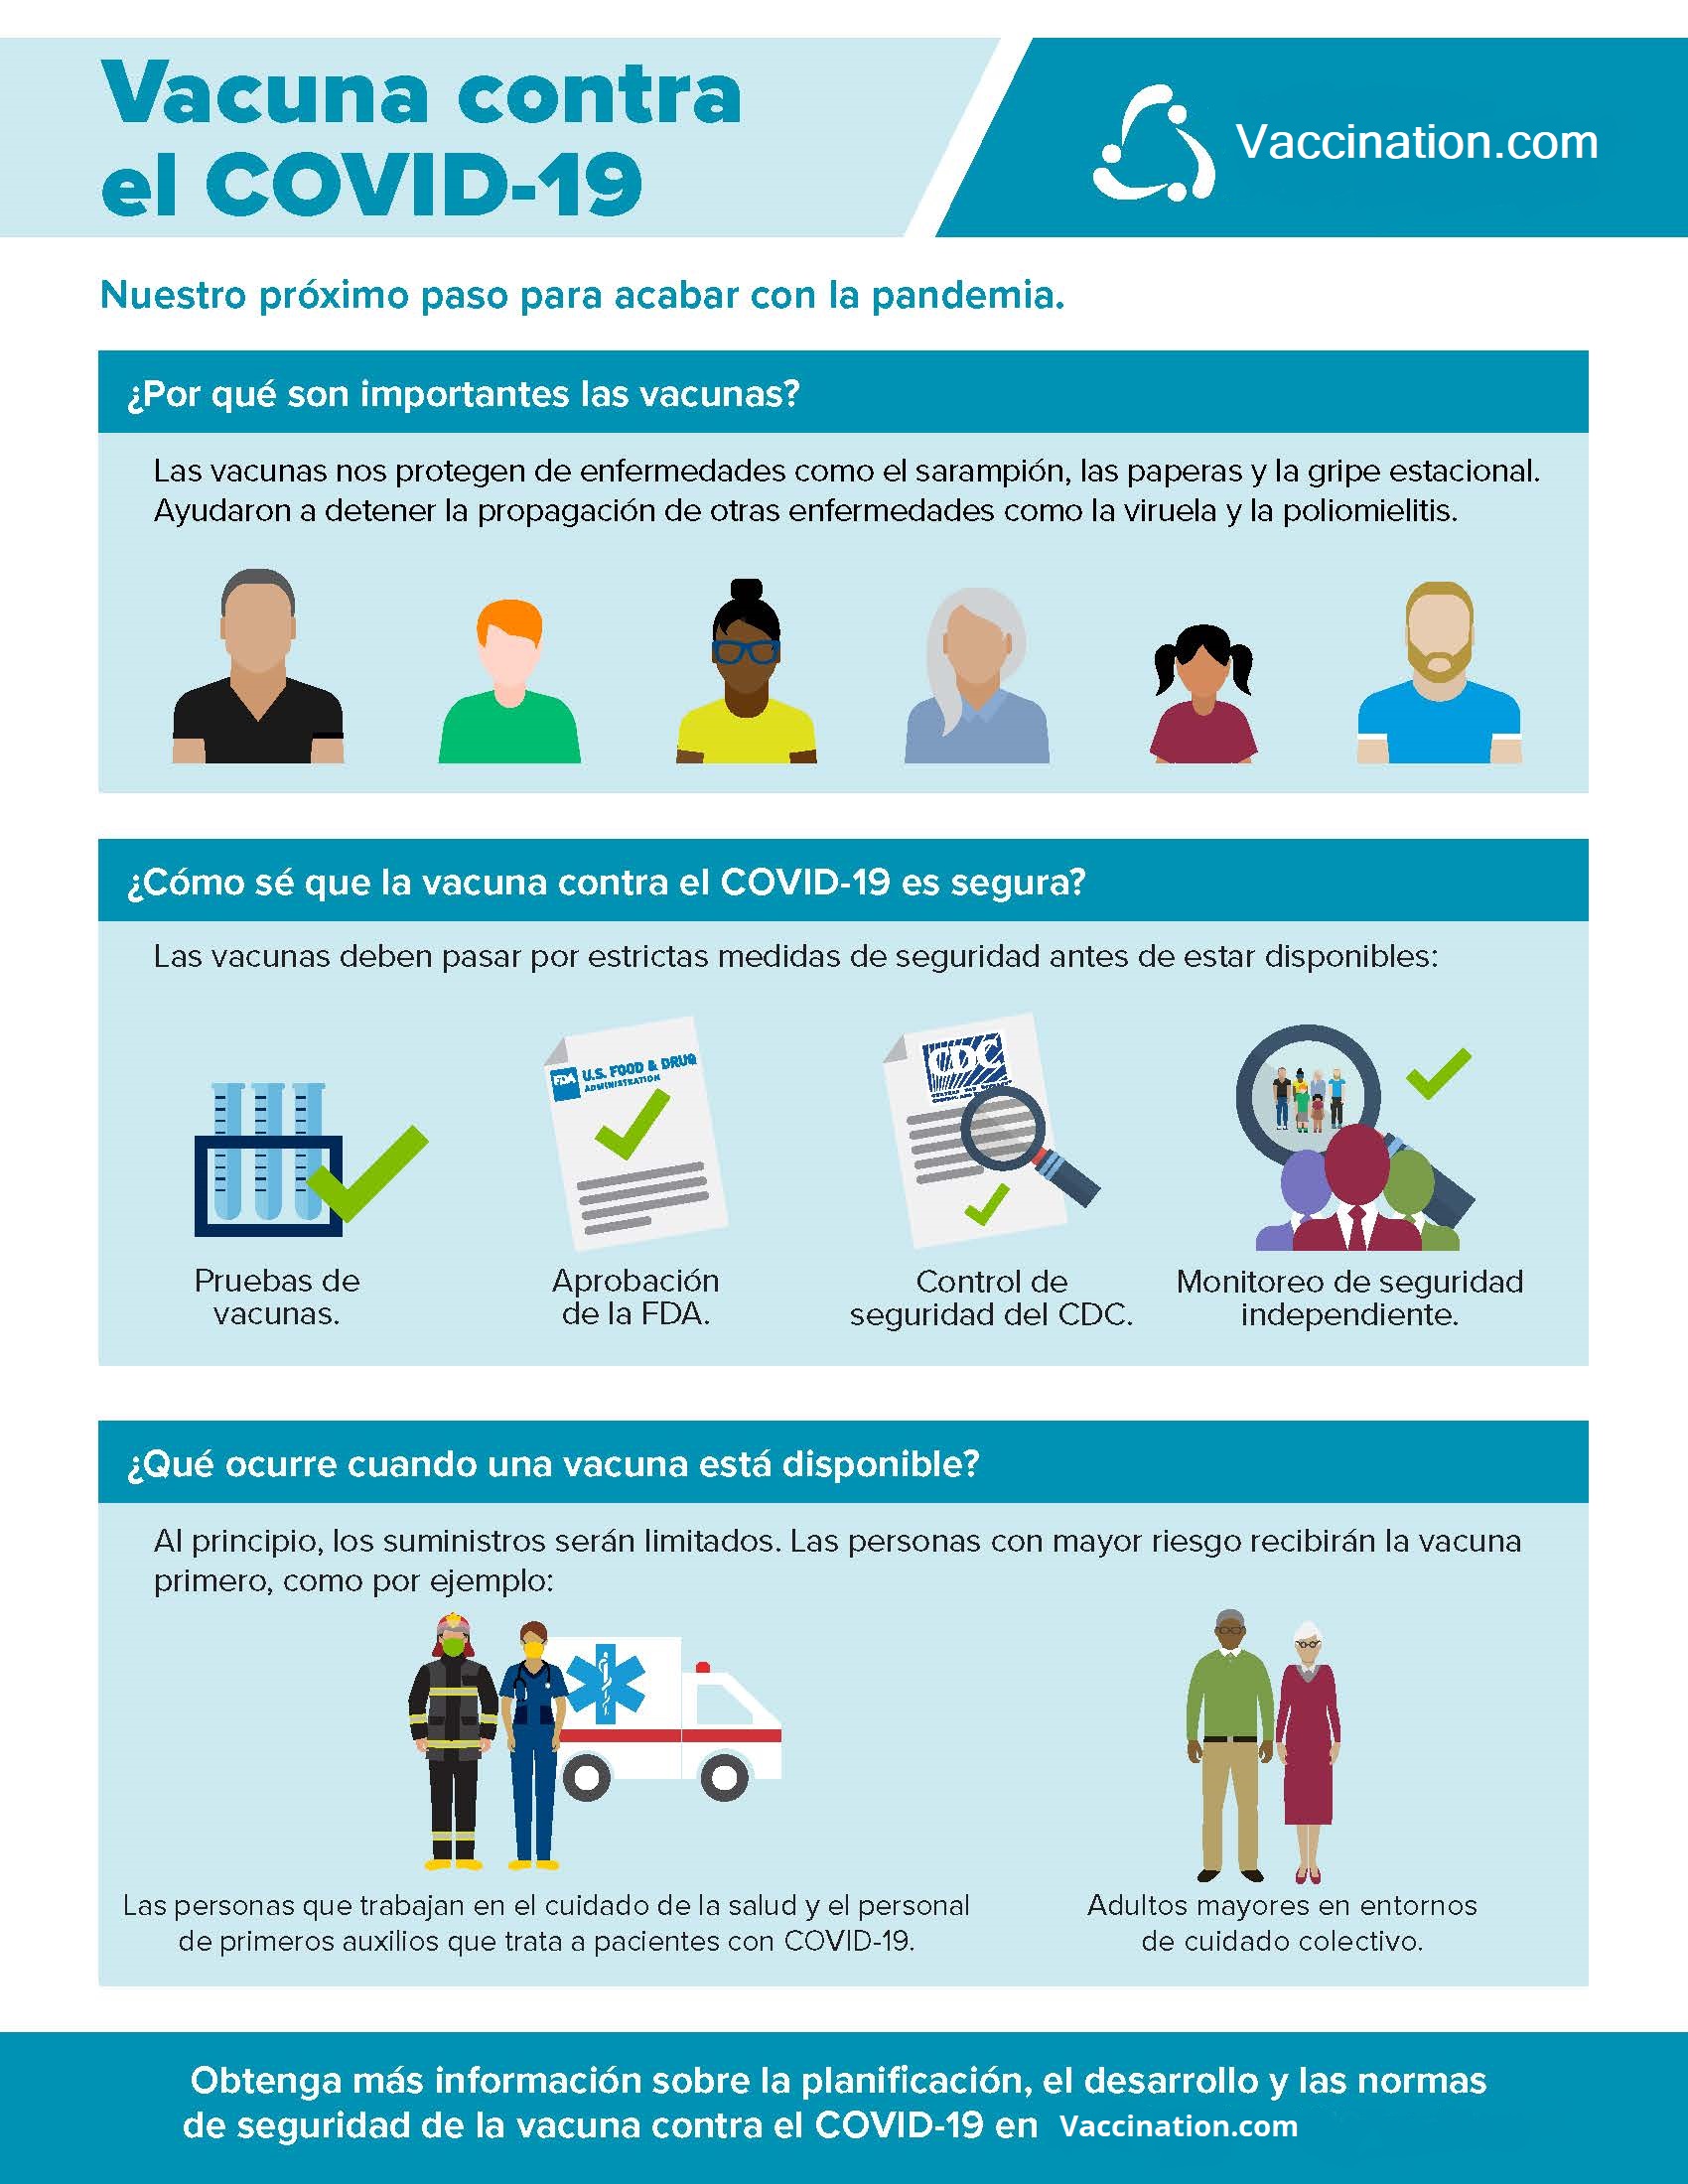 Vacuna contra
el COVID-19
Vaccination.com
Nuestro próximo paso para acabar con la pandemia.
¿Por qué son importantes las vacunas?
Las vacunas nos protegen de enfermedades como el sarampión, las paperas y la gripe estacional.
Ayudaron a detener la propagación de otras enfermedades como la viruela y la poliomielitis.
¿Cómo sé que la vacuna contra el COVID-19 es segura?
Las vacunas deben pasar por estrictas medidas de seguridad antes de estar disponibles:
FDA U.S. FOOD & DRUG
ADMINISTRATION
CDC
Pruebas de
vacunas.
Aprobación
de la FDA.
Control de
seguridad del CDC.
Monitoreo de seguridad
independiente.
¿Qué ocurre cuando una vacuna está disponible?
Al principio, los suministros serán limitados. Las personas con mayor riesgo recibirán la vacuna
primero, como por ejemplo:
Las personas que trabajan en el cuidado de la salud y el personal
de primeros auxilios que trata a pacientes con COVID-19.
Adultos mayores en entornos
de cuidado colectivo.
Obtenga más información sobre la planificación, el desarrollo y las normas
de seguridad de la vacuna contra el COVID-19 en Vaccination.com